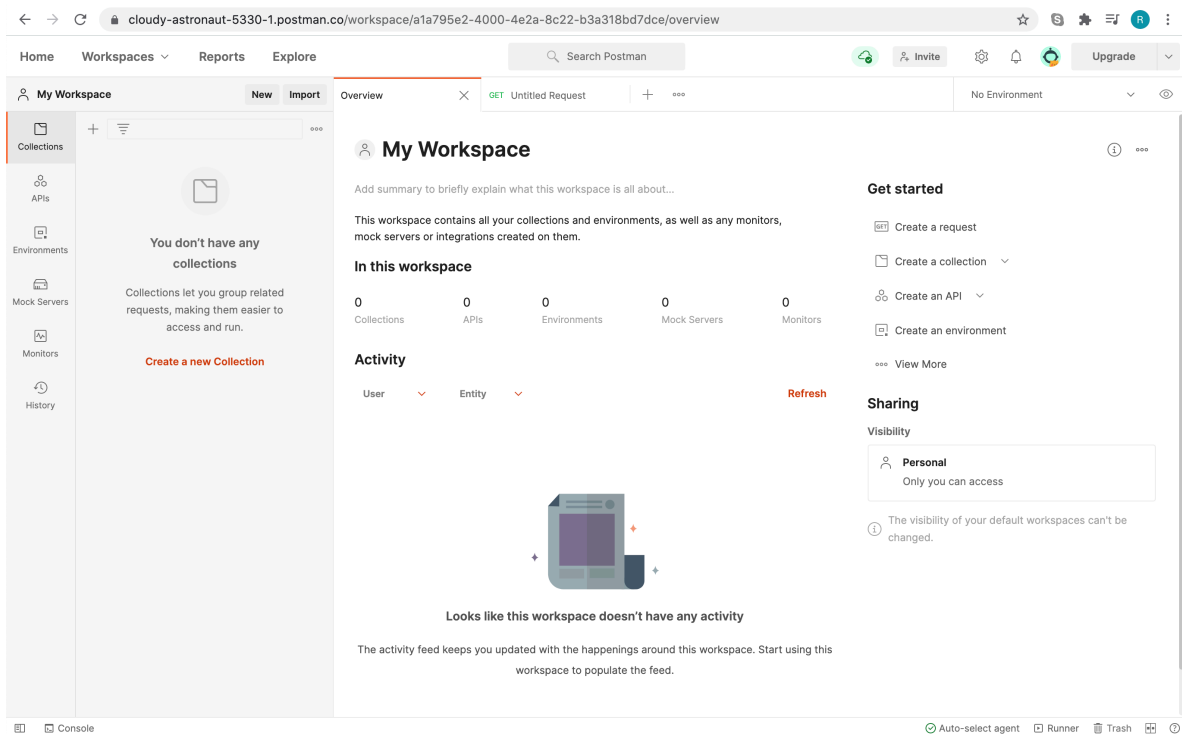 cloudy-astronaut-5330-1.postman.co/workspace/a1a795e2-4000-4e2a-8c22-b3a318bd7dce/overview
R
Home Workspaces Reports Explore
Search Postman
Invite
Upgrade
My Workspace
New Import
Overview
GET Untitled Request
No Environment
Collections
APIs
Environments
Mock Servers
Monitors
History
You don't have any
collections
Collections let you group related
requests, making them easier to
access and run.
Create a new Collection
My Workspace
Add summary to briefly explain what this workspace is all about...
This workspace contains all your collections and environments, as well as any monitors,
mock servers or integrations created on them.
In this workspace
0 0 0 0 0
Collections APIs Environments Mock Servers Monitors
Activity
User Entity Refresh
Looks like this workspace doesn't have any activity
The activity feed keeps you updated with the happenings around this workspace. Start using this
workspace to populate the feed.
Get started
GET Create a request
Create a collection
Create an API
Create an environment
View More
Sharing
Visibility
Personal
Only you can access
The visibility of your default workspaces can't be
changed.
Console
Auto-select agent Runner Trash